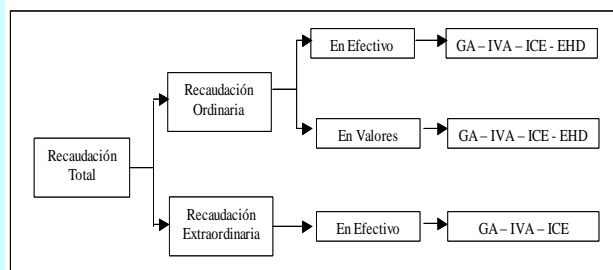 En Efectivo
GA – IVA – ICE - EHD
Recaudación
Ordinaria
En Valores
GA – IVA – ICE - EHD
Recaudación
Total
Recaudación
Extraordinaria
En Efectivo
GA – IVA – ICE